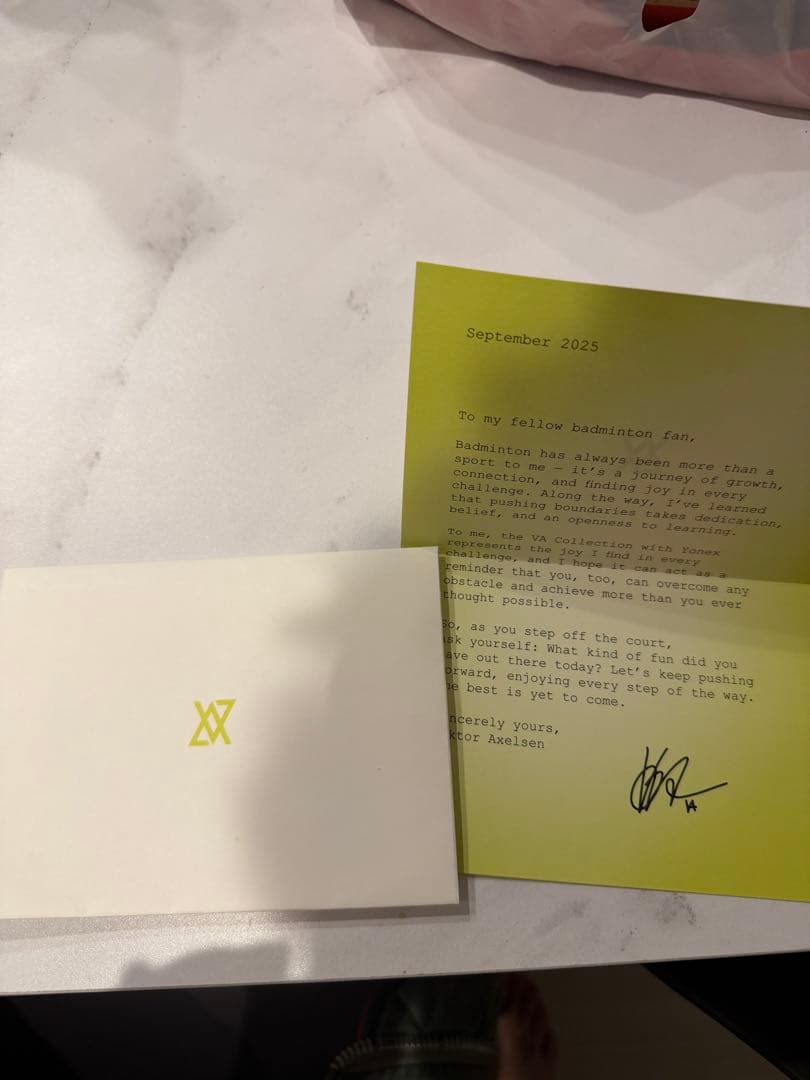 September 2025
To my fellow badminton fan,
Badminton has always been more than a
sport to me — it's a journey of growth,
connection, and finding joy in every
challenge. Along the way, I've learned
that pushing boundaries takes dedication,
belief, and an openness to learning.
To me, the VA Collection with Yonex
represents the joy I find in every
challenge, and I hope it can act as a
reminder that you, too, can overcome any
obstacle and achieve more than you ever
thought possible.
So, as you step off the court,
ask yourself: What kind of fun did you
ave out there today? Let's keep pushing
orward, enjoying every step of the way.
he best is yet to come.
ncerely yours,
ktor Axelsen